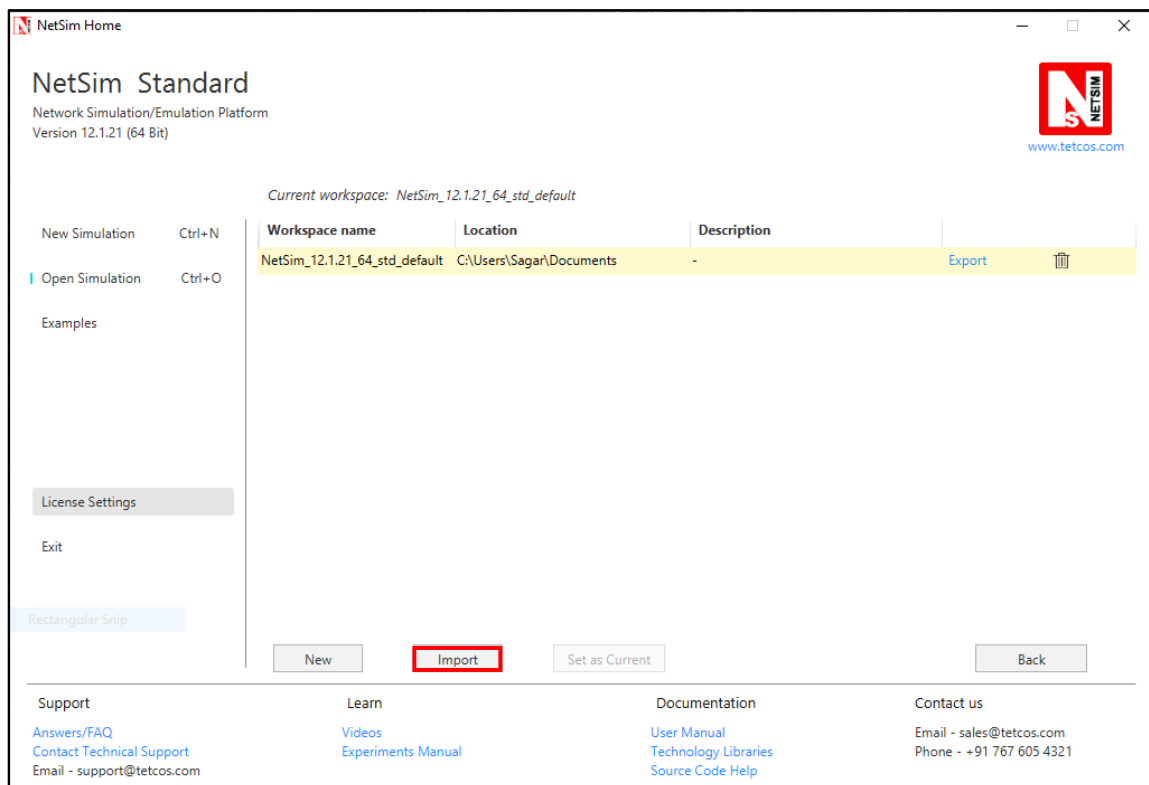 NetSim Home
NetSim Standard
Network Simulation/Emulation Platform
Version 12.1.21 (64 Bit)
NS NETSIM
www.tetcos.com
Current workspace: NetSim_12.1.21_64_std_default
New Simulation Ctrl+N
Open Simulation Ctrl+O
Examples
License Settings
Exit
Rectangular Snip
Workspace name Location Description
NetSim_12.1.21_64_std_default C:\Users\Sagar\Documents - Export
New Import Set as Current Back
Support
Answers/FAQ
Contact Technical Support
Email - support@tetcos.com
Learn
Videos
Experiments Manual
Documentation
User Manual
Technology Libraries
Source Code Help
Contact us
Email - sales@tetcos.com
Phone - +91 767 605 4321